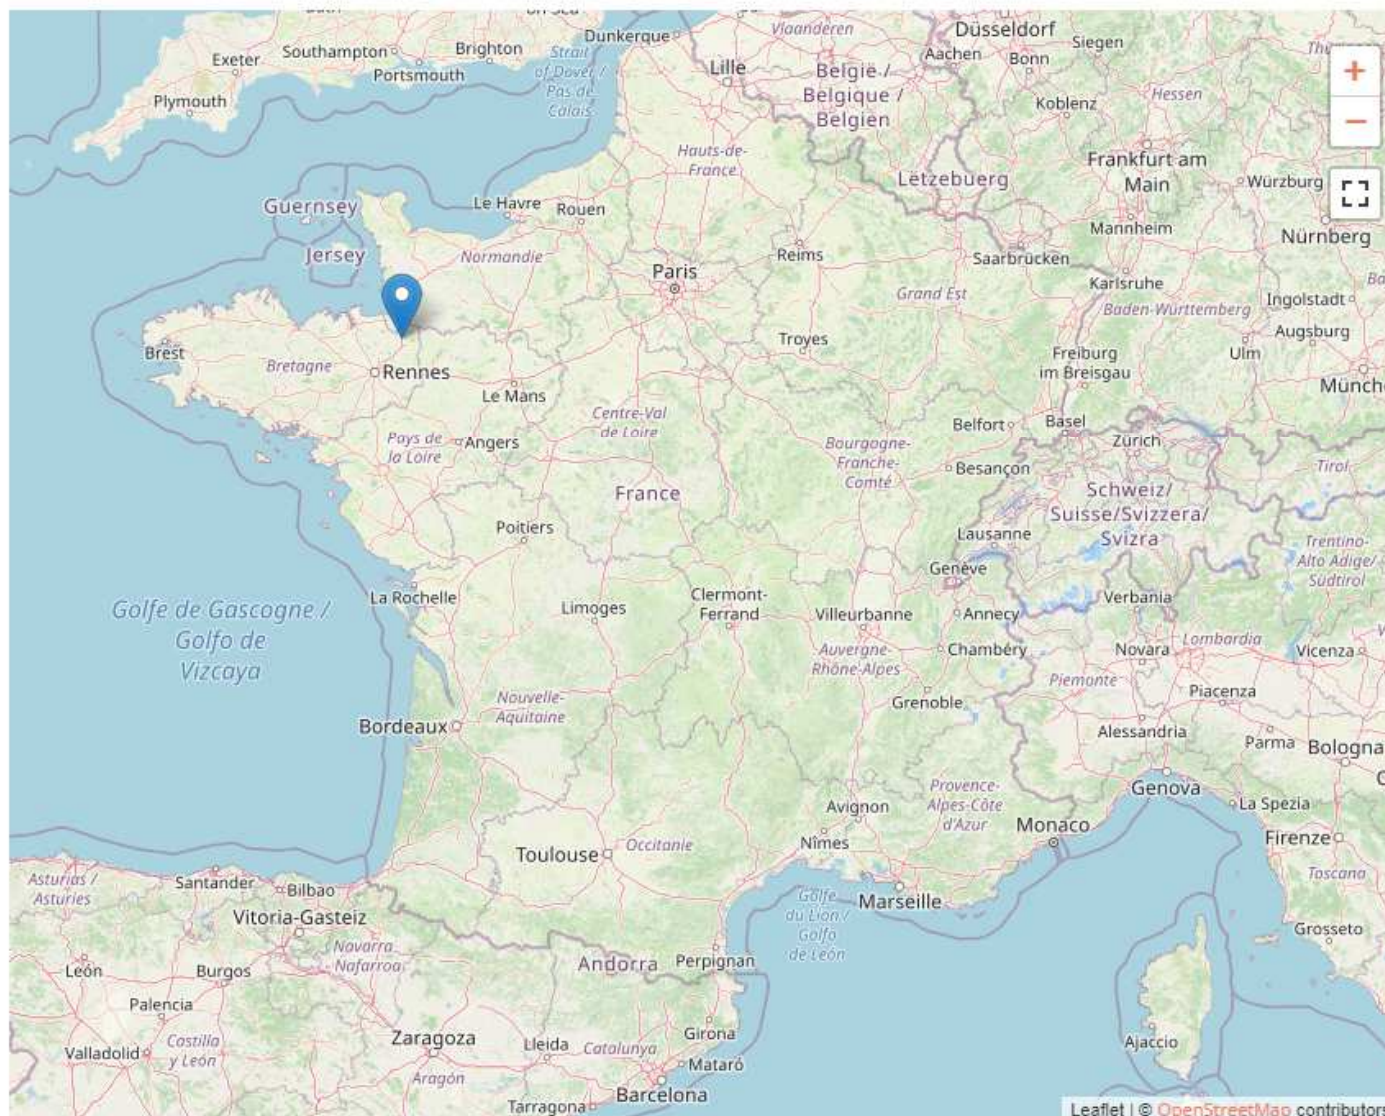 Southampton
Brighton
Exeter
Portsmouth
Plymouth
Strait
of Dover /
Pas de
Calais
Dunkerque
Lille
Vlaanderen
België /
Belgique /
Belgien
Düsseldorf
Aachen
Bonn
Siegen
Koblenz
Hessen
+
−
Frankfurt am
Main
Würzburg
Lëtzebuerg
Hauts-de-
France
Guernsey
Jersey
Le Havre
Rouen
Normandie
Paris
Reims
Saarbrücken
Mannheim
Nürnberg
Karlsruhe
Grand Est
Baden-Württemberg
Ingolstadt
Augsburg
Ulm
Münch
Troyes
Freiburg
im Breisgau
Brest
Bretagne
Rennes
Le Mans
Centre-Val
de Loire
Pays de
la Loire
Angers
Belfort
Basel
Zürich
Bourgogne-
Franche-
Comté
Besançon
Tirol
France
Schweiz/
Suisse/Svizzera/
Svizra
Poitiers
Lausanne
Genève
Trentino-
Alto Adige/
Südtirol
La Rochelle
Limoges
Clermont-
Ferrand
Villeurbanne
Annecy
Verbania
Golfe de Gascogne /
Golfo de
Vizcaya
Auvergne-
Rhône-Alpes
Chambéry
Novara
Lombardia
Vicenza
Piemonte
Piacenza
Nouvelle-
Aquitaine
Grenoble
Bordeaux
Alessandria
Parma
Bologna
Genova
La Spezia
Provence-
Alpes-Côte
d'Azur
Avignon
Nîmes
Monaco
Firenze
Toscana
Toulouse
Occitanie
Marseille
Golfe
du Lion /
Golfo
de León
Asturias /
Asturies
Santander
Bilbao
Vitoria-Gasteiz
Navarra
- Nafarroa
Grosseto
Andorra
Perpignan
León
Burgos
Palencia
Girona
Zaragoza
Lleida
Catalunya
Mataró
Ajaccio
Castilla
y León
Valladolid
Aragón
Barcelona
Tarragona
Leaflet | © OpenStreetMap contributors